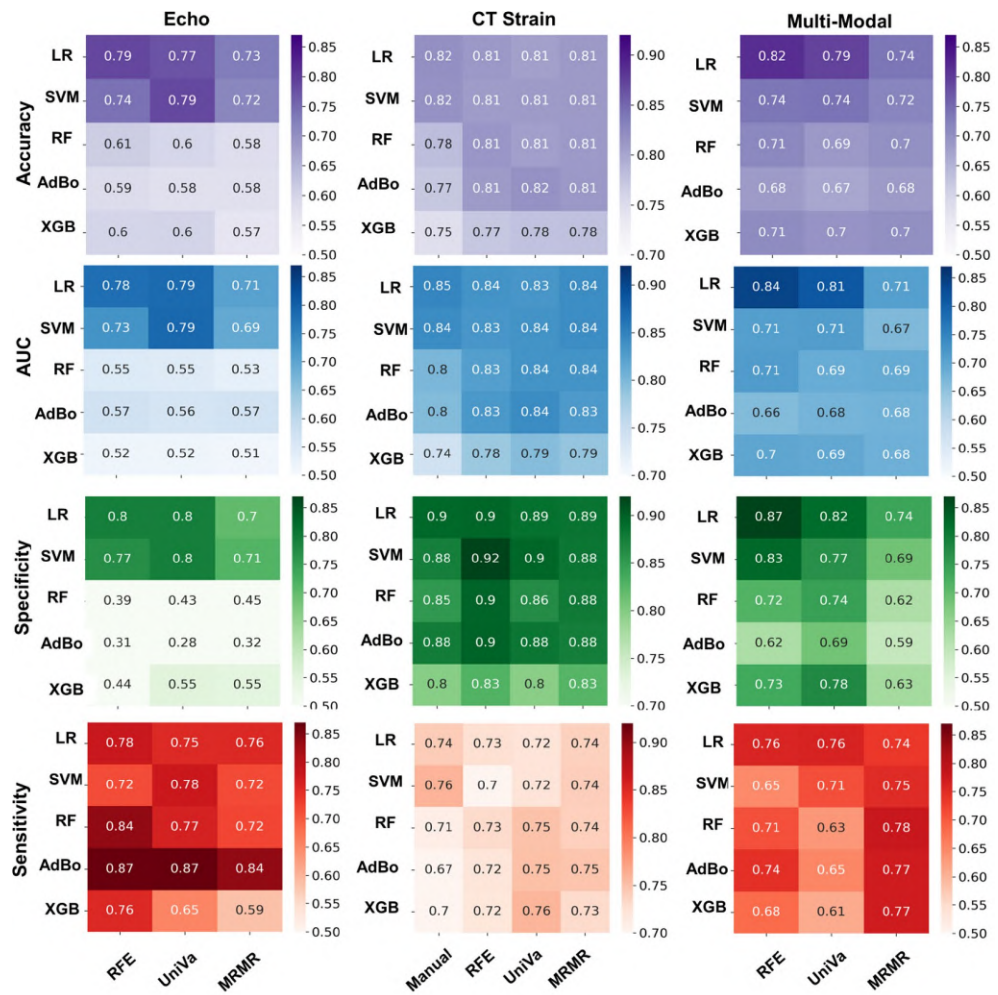 Echo CT Strain Multi-Modal
Accuracy
LR 0.79 0.77 0.73 0.85 LR 0.82 0.81 0.81 0.81 0.90 LR 0.82 0.79 0.74 0.85
0.80 0.80
SVM 0.74 0.79 0.72 0.75 SVM 0.82 0.81 0.81 0.81 0.85 SVM 0.74 0.74 0.72 0.75
RF 0.61 0.6 0.58 0.70 RF 0.78 0.81 0.81 0.81 0.80 RF 0.71 0.69 0.7 0.70
0.65 0.65
AdBo 0.59 0.58 0.58 0.60 AdBo 0.77 0.81 0.82 0.81 0.75 AdBo 0.68 0.67 0.68 0.60
0.55 0.55
XGB 0.6 0.6 0.57 0.50 XGB 0.75 0.77 0.78 0.78 0.70 XGB 0.71 0.7 0.7 0.50
AUC
LR 0.78 0.79 0.71 0.85 LR 0.85 0.84 0.83 0.84 0.90 LR 0.84 0.81 0.71 0.85
0.80 0.80
SVM 0.73 0.79 0.69 0.75 SVM 0.84 0.83 0.84 0.84 0.85 SVM 0.71 0.71 0.67 0.75
RF 0.55 0.55 0.53 0.70 RF 0.8 0.83 0.84 0.84 0.80 RF 0.71 0.69 0.69 0.70
0.65 0.65
AdBo 0.57 0.56 0.57 0.60 AdBo 0.8 0.83 0.84 0.83 0.75 AdBo 0.66 0.68 0.68 0.60
0.55 0.55
XGB 0.52 0.52 0.51 0.50 XGB 0.74 0.78 0.79 0.79 0.70 XGB 0.7 0.69 0.68 0.50
Specificity
LR 0.8 0.8 0.7 0.85 LR 0.9 0.9 0.89 0.89 0.90 LR 0.87 0.82 0.74 0.85
0.80 0.80
SVM 0.77 0.8 0.71 0.75 SVM 0.88 0.92 0.9 0.88 0.85 SVM 0.83 0.77 0.69 0.75
RF 0.39 0.43 0.45 0.70 RF 0.85 0.9 0.86 0.88 0.80 RF 0.72 0.74 0.62 0.70
0.65 0.65
AdBo 0.31 0.28 0.32 0.60 AdBo 0.88 0.9 0.88 0.88 0.75 AdBo 0.62 0.69 0.59 0.60
0.55 0.55
XGB 0.44 0.55 0.55 0.50 XGB 0.8 0.83 0.8 0.83 0.70 XGB 0.73 0.78 0.63 0.50
Sensitivity
LR 0.78 0.75 0.76 0.85 LR 0.74 0.73 0.72 0.74 0.90 LR 0.76 0.76 0.74 0.85
0.80 0.80
SVM 0.72 0.78 0.72 0.75 SVM 0.76 0.7 0.72 0.74 0.85 SVM 0.65 0.71 0.75 0.75
RF 0.84 0.77 0.72 0.70 RF 0.71 0.73 0.75 0.74 0.80 RF 0.71 0.63 0.78 0.70
0.65 0.65
AdBo 0.87 0.87 0.84 0.60 AdBo 0.67 0.72 0.75 0.75 0.75 AdBo 0.74 0.65 0.77 0.60
0.55 0.55
XGB 0.76 0.65 0.59 0.50 XGB 0.7 0.72 0.76 0.73 0.70 XGB 0.68 0.61 0.77 0.50
RFE UniVa MRMR Manual RFE UniVa MRMR RFE UniVa MRMR